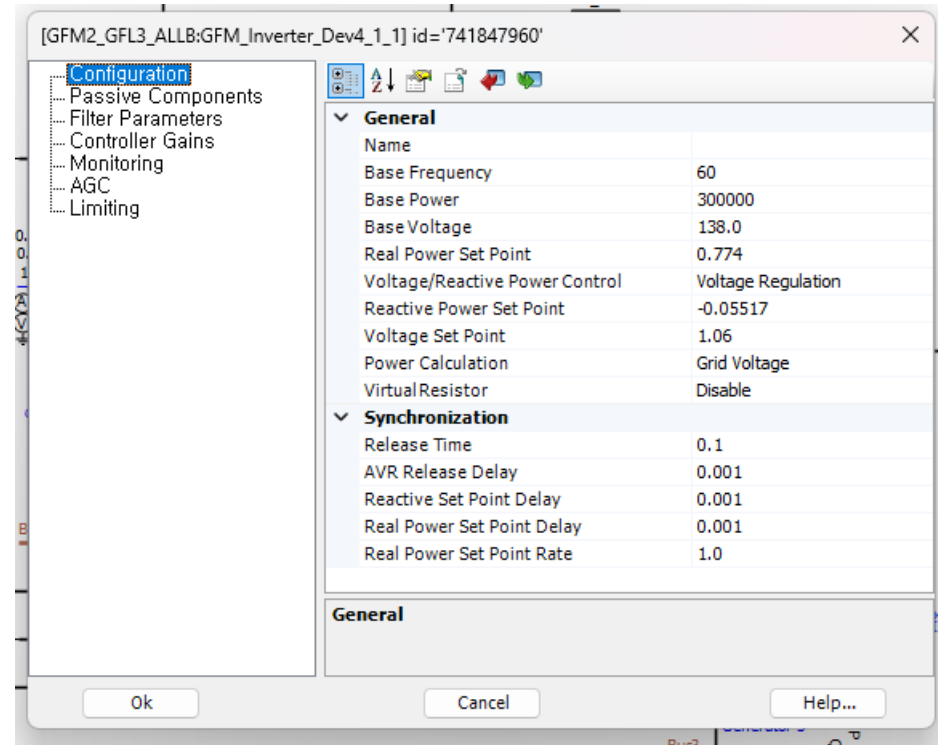 [GFM2_GFL3_ALLB:GFM_Inverter_Dev4_1_1] id='741847960'
Configuration
Passive Components
Filter Parameters
Controller Gains
Monitoring
AGC
Limiting
General
Name
Base Frequency 60
Base Power 300000
Base Voltage 138.0
Real Power Set Point 0.774
Voltage/Reactive Power Control Voltage Regulation
Reactive Power Set Point -0.05517
Voltage Set Point 1.06
Power Calculation Grid Voltage
Virtual Resistor Disable
Synchronization
Release Time 0.1
AVR Release Delay 0.001
Reactive Set Point Delay 0.001
Real Power Set Point Delay 0.001
Real Power Set Point Rate 1.0
General
Ok Cancel Help...